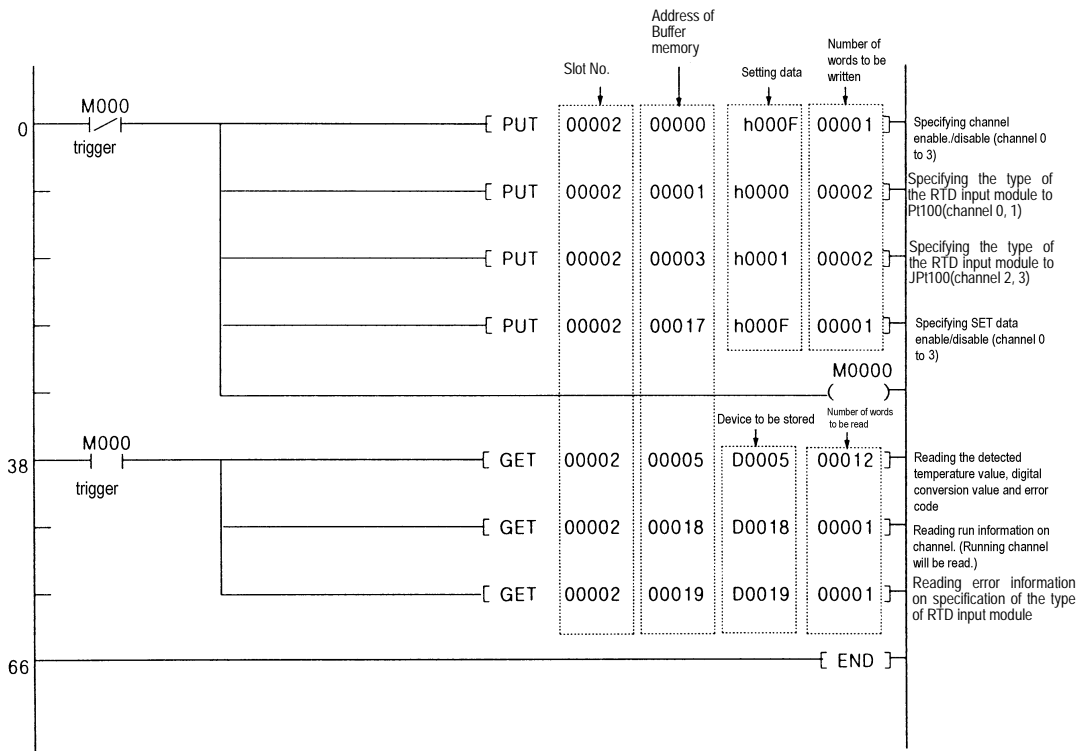 Address of
Buffer
memory
Slot No.
Setting data
Number of
words to be
written
M000
0
trigger
[ PUT 00002 00000 h000F 00001 ]
Specifying channel
enable./disable (channel 0
to 3)
[ PUT 00002 00001 h0000 00002 ]
Specifying the type of
the RTD input module to
Pt100(channel 0, 1)
[ PUT 00002 00003 h0001 00002 ]
Specifying the type of
the RTD input module to
JPt100(channel 2, 3)
[ PUT 00002 00017 h000F 00001 ]
Specifying SET data
enable/disable (channel 0
to 3)
M0000
( )
Device to be stored
Number of words
to be read
M000
38
trigger
[ GET 00002 00005 D0005 00012 ]
Reading the detected
temperature value, digital
conversion value and error
code
[ GET 00002 00018 D0018 00001 ]
Reading run information on
channel. (Running channel
will be read.)
[ GET 00002 00019 D0019 00001 ]
Reading error information
on specification of the type
of RTD input module
66
[ END ]